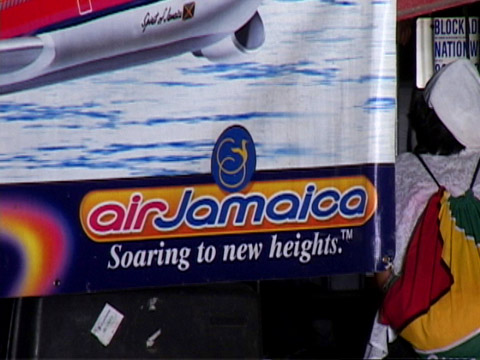 Spirit of Jamaica
BLOCK
NATION
airJamaica
Soaring to new heights.™